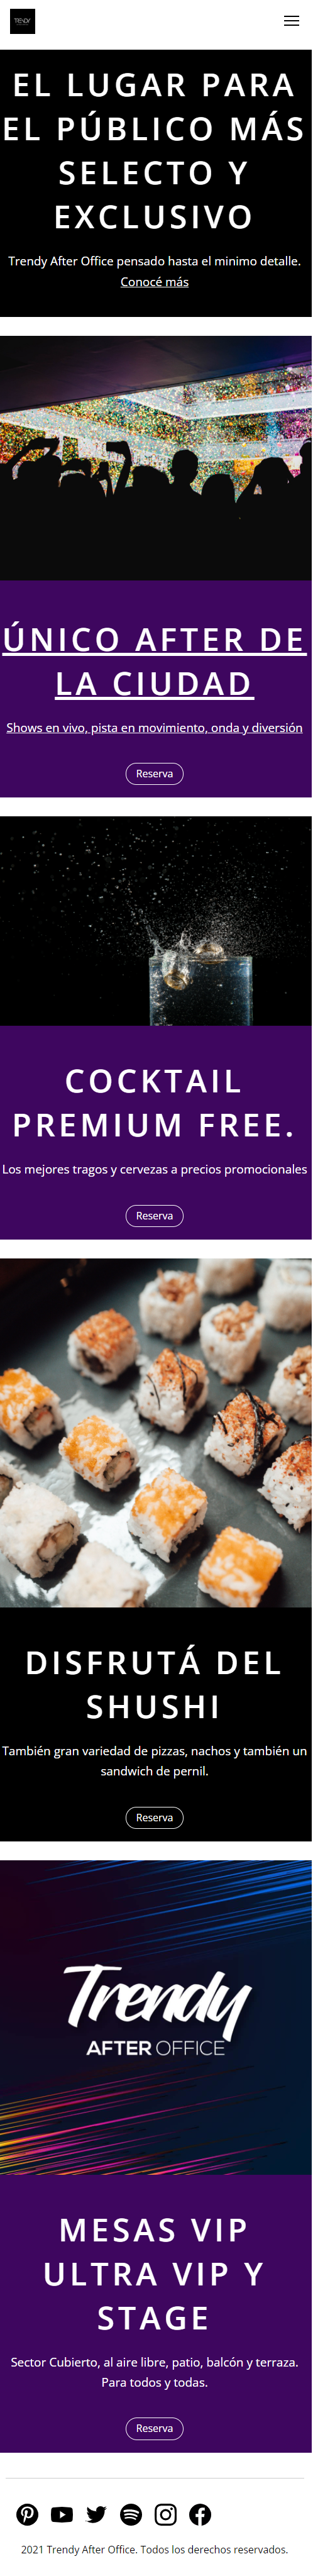 TRENDY
EL LUGAR PARA
EL PÚBLICO MÁS
SELECTO Y
EXCLUSIVO
Trendy After Office pensado hasta el minimo detalle.
Conocé más
ÚNICO AFTER DE
LA CIUDAD
Shows en vivo, pista en movimiento, onda y diversión
Reserva
COCKTAIL
PREMIUM FREE.
Los mejores tragos y cervezas a precios promocionales
Reserva
DISFRUTÁ DEL
SHUSHI
También gran variedad de pizzas, nachos y también un
sandwich de pernil.
Reserva
Trendy
AFTER OFFICE
MESAS VIP
ULTRA VIP Y
STAGE
Sector Cubierto, al aire libre, patio, balcón y terraza.
Para todos y todas.
Reserva
2021 Trendy After Office. Todos los derechos reservados.